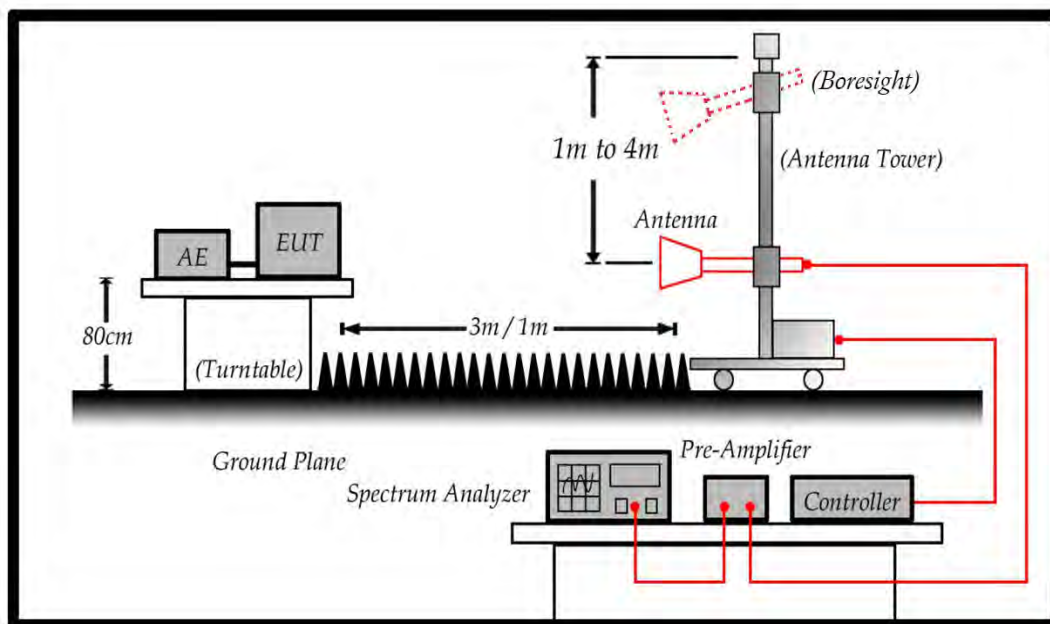 (Boresight)
1m to 4m
(Antenna Tower)
Antenna
EUT
AE
80cm
3m / 1m
(Turntable)
Ground Plane
Pre-Amplifier
Spectrum Analyzer
Controller